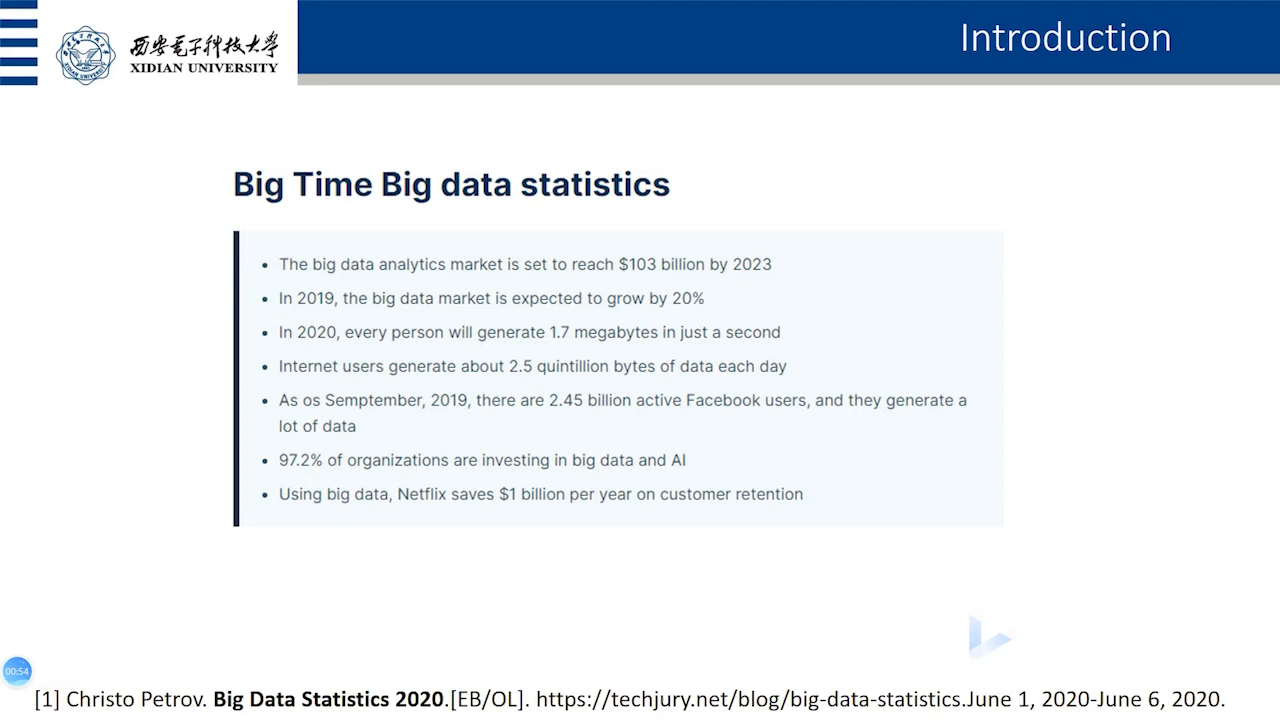 西安电子科技大学
XIDIAN UNIVERSITY
Introduction
Big Time Big data statistics
• The big data analytics market is set to reach $103 billion by 2023
• In 2019, the big data market is expected to grow by 20%
• In 2020, every person will generate 1.7 megabytes in just a second
• Internet users generate about 2.5 quintillion bytes of data each day
• As os Semptember, 2019, there are 2.45 billion active Facebook users, and they generate a
lot of data
• 97.2% of organizations are investing in big data and AI
• Using big data, Netflix saves $1 billion per year on customer retention
00:54
[1] Christo Petrov. Big Data Statistics 2020.[EB/OL]. https://techjury.net/blog/big-data-statistics.June 1, 2020-June 6, 2020.